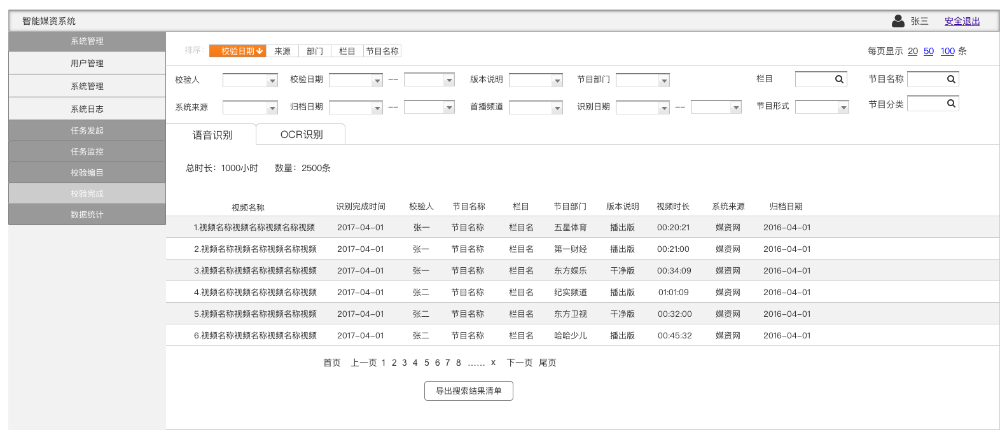 智能媒资系统 张三 安全退出
系统管理
用户管理
系统管理
系统日志
任务发起
任务监控
校验编目
校验完成
数据统计
排序： 校验日期 来源 部门 栏目 节目名称 每页显示 20 50 100 条
校验人 校验日期 -- 版本说明 节目部门 栏目 节目名称
系统来源 归档日期 -- 首播频道 识别日期 -- 节目形式 节目分类
语音识别 OCR识别
总时长：1000小时 数量：2500条
视频名称 识别完成时间 校验人 节目名称 栏目 节目部门 版本说明 视频时长 系统来源 归档日期
1.视频名称视频名称视频名称视频 2017-04-01 张一 节目名称 栏目名 五星体育 播出版 00:20:21 媒资网 2016-04-01
2.视频名称视频名称视频名称视频 2017-04-01 张一 节目名称 栏目名 第一财经 播出版 00:21:00 媒资网 2016-04-01
3.视频名称视频名称视频名称视频 2017-04-01 张一 节目名称 栏目名 东方娱乐 干净版 00:34:09 媒资网 2016-04-01
4.视频名称视频名称视频名称视频 2017-04-01 张二 节目名称 栏目名 纪实频道 播出版 01:01:09 媒资网 2016-04-01
5.视频名称视频名称视频名称视频 2017-04-01 张二 节目名称 栏目名 东方卫视 干净版 00:32:00 媒资网 2016-04-01
6.视频名称视频名称视频名称视频 2017-04-01 张二 节目名称 栏目名 哈哈少儿 播出版 00:45:32 媒资网 2016-04-01
首页 上一页 1 2 3 4 5 6 7 8 …… x 下一页 尾页
导出搜索结果清单